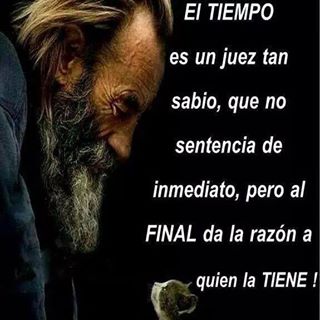 El TIEMPO
es un juez tan
sabio, que no
sentencia de
inmediato, pero al
FINAL da la razón a
quien la TIENE !